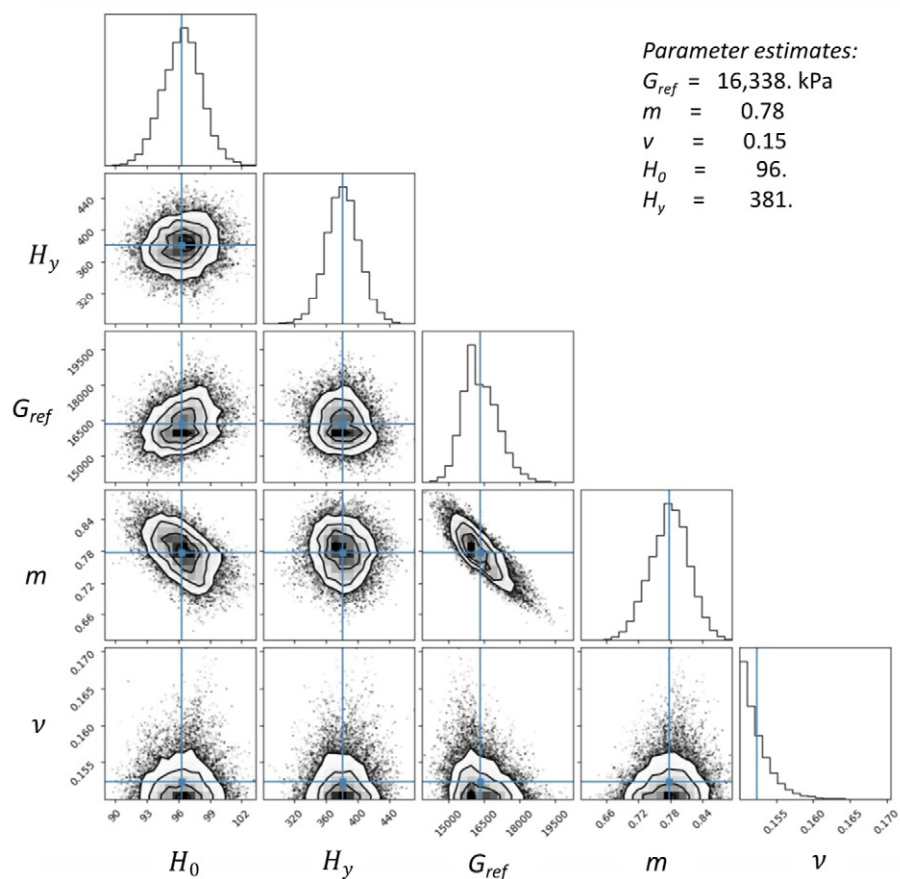 Parameter estimates:
G_ref = 16,338. kPa
m = 0.78
ν = 0.15
H_0 = 96.
H_y = 381.
H_y
440
400
360
320
G_ref
19500
18000
16500
15000
m
0.84
0.78
0.72
0.66
ν
0.170
0.165
0.160
0.155
90 93 96 99 102 320 360 400 440 15000 16500 18000 19500 0.66 0.72 0.78 0.84 0.155 0.160 0.165 0.170
H_0 H_y G_ref m ν